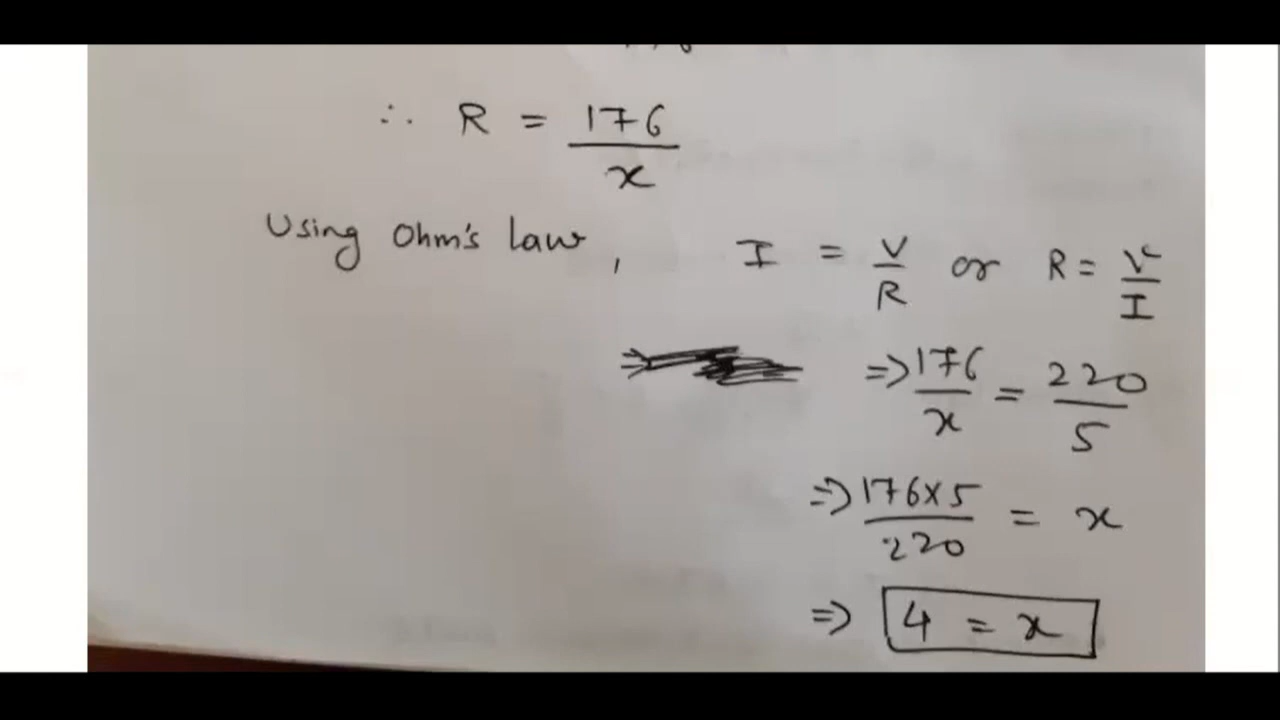 ∴ R = 176/x
Using Ohm's law, I = V/R or R = V/I
⇒ 176/x = 220/5
⇒ 176×5/220 = x
⇒ 4 = x